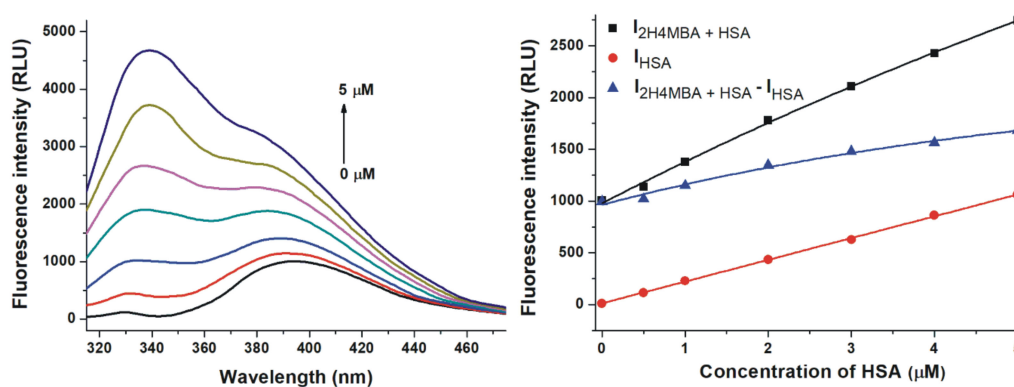 Fluorescence intensity (RLU)
5000
4000
3000
2000
1000
0
5 μM
0 μM
320 340 360 380 400 420 440 460
Wavelength (nm)
Fluorescence intensity (RLU)
2500
2000
1500
1000
500
0
I2H4MBA + HSA
IHSA
I2H4MBA + HSA - IHSA
0 1 2 3 4
Concentration of HSA (μM)